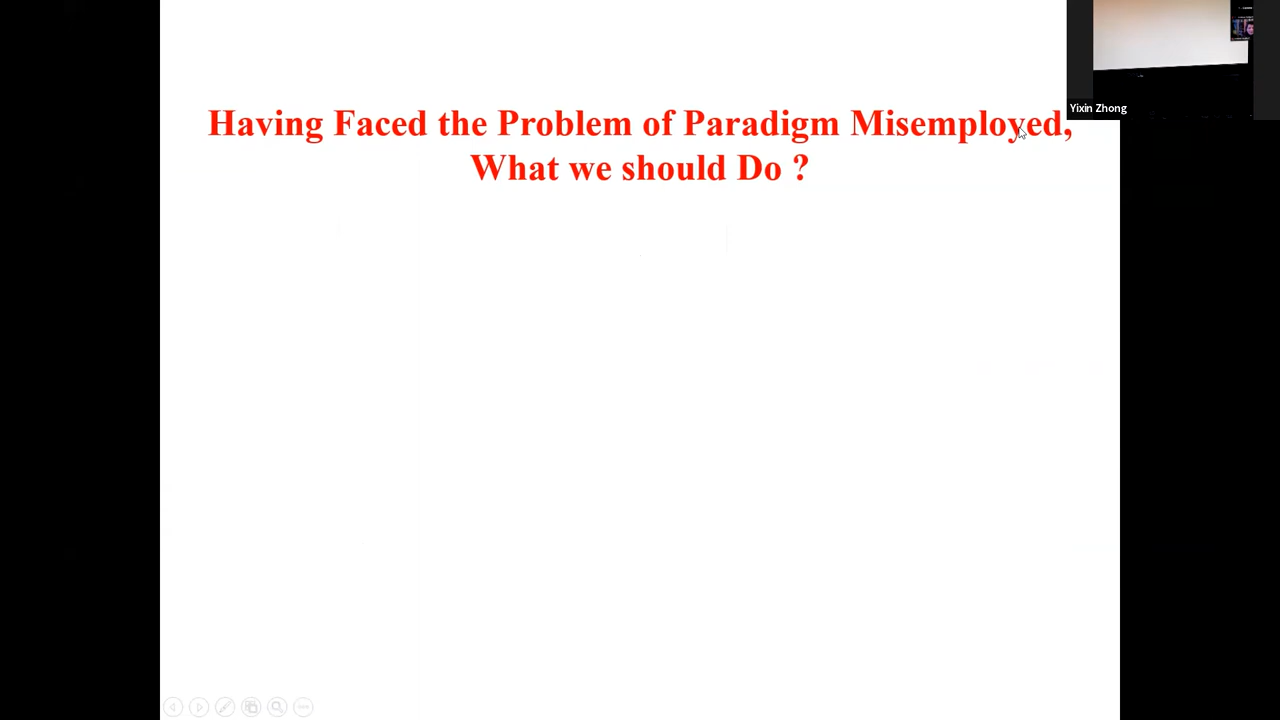 Having Faced the Problem of Paradigm Misemployed,
What we should Do ?
Yixin Zhong